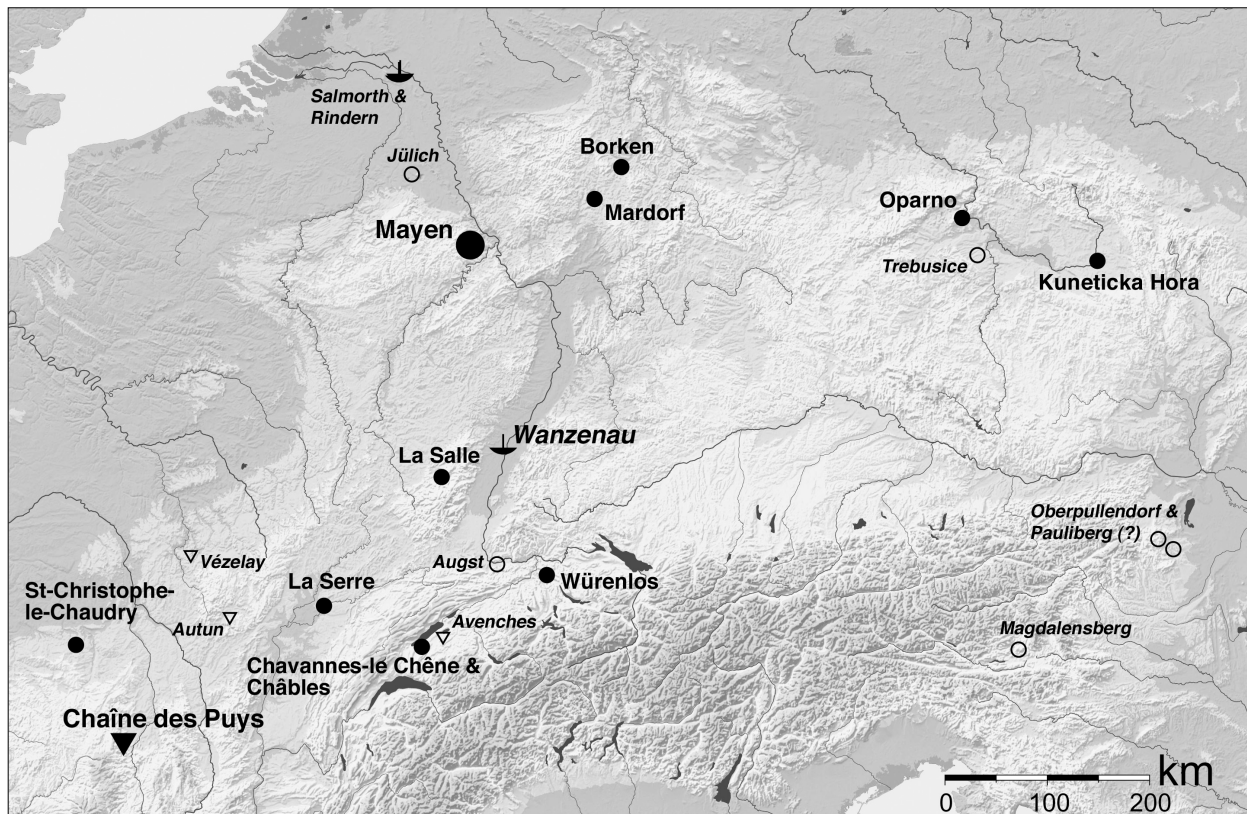 Salmorth &
Rindern
Borken
Jülich
Mardorf
Oparno
Mayen
Trebusice
Kuneticka Hora
Wanzenau
La Salle
Oberpullendorf &
Pauliberg (?)
Vézelay
Augst
St-Christophe-
le-Chaudry
La Serre
Würenlos
Autun
Avenches
Magdalensberg
Chavannes-le Chêne &
Châbles
Chaîne des Puys
km
0 100 200